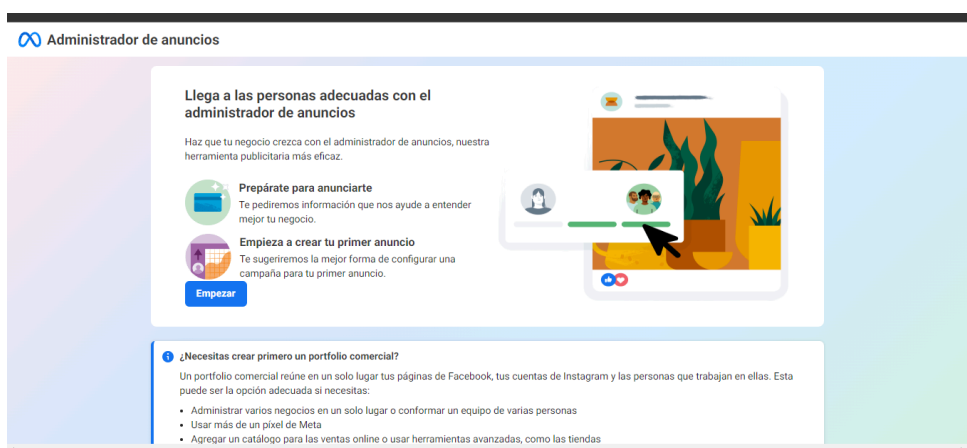 Administrador de anuncios
Llega a las personas adecuadas con el
administrador de anuncios
Haz que tu negocio crezca con el administrador de anuncios, nuestra
herramienta publicitaria más eficaz.
Prepárate para anunciarte
Te pediremos información que nos ayude a entender
mejor tu negocio.
Empieza a crear tu primer anuncio
Te sugeriremos la mejor forma de configurar una
campaña para tu primer anuncio.
Empezar
¿Necesitas crear primero un portfolio comercial?
Un portfolio comercial reúne en un solo lugar tus páginas de Facebook, tus cuentas de Instagram y las personas que trabajan en ellas. Esta
puede ser la opción adecuada si necesitas:
• Administrar varios negocios en un solo lugar o conformar un equipo de varias personas
• Usar más de un píxel de Meta
• Agregar un catálogo para las ventas online o usar herramientas avanzadas, como las tiendas